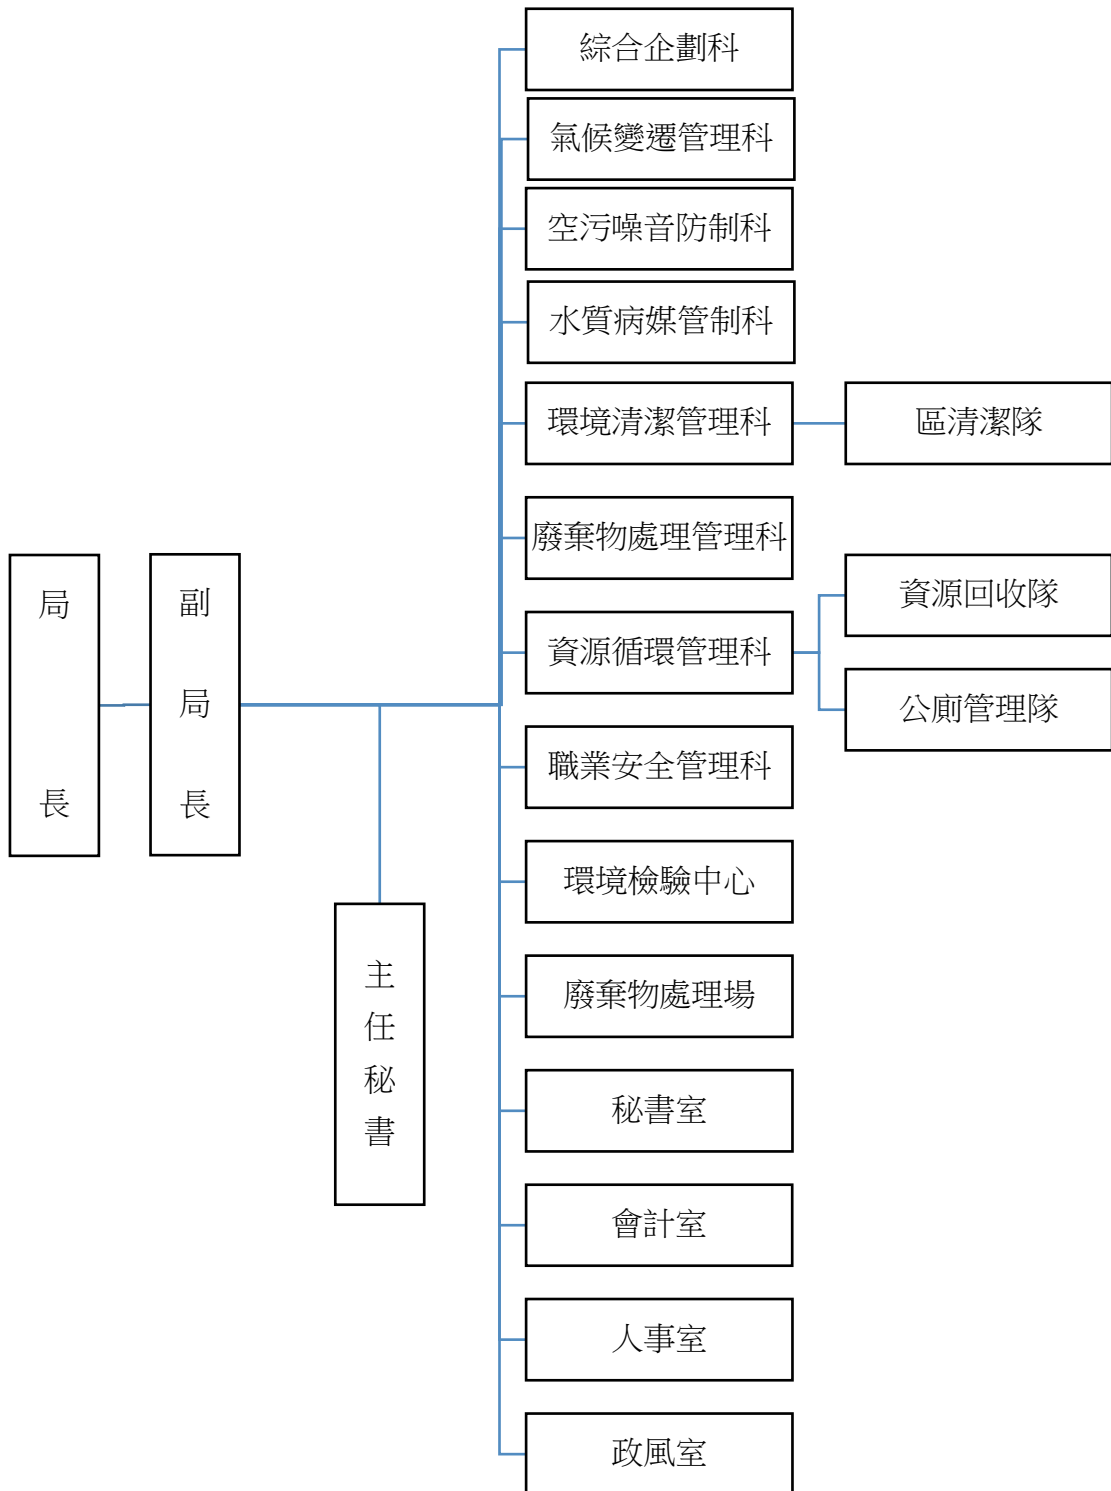 局長
副局長
主任秘書
綜合企劃科
氣候變遷管理科
空污噪音防制科
水質病媒管制科
環境清潔管理科
區清潔隊
廢棄物處理管理科
資源循環管理科
資源回收隊
公廁管理隊
職業安全管理科
環境檢驗中心
廢棄物處理場
秘書室
會計室
人事室
政風室